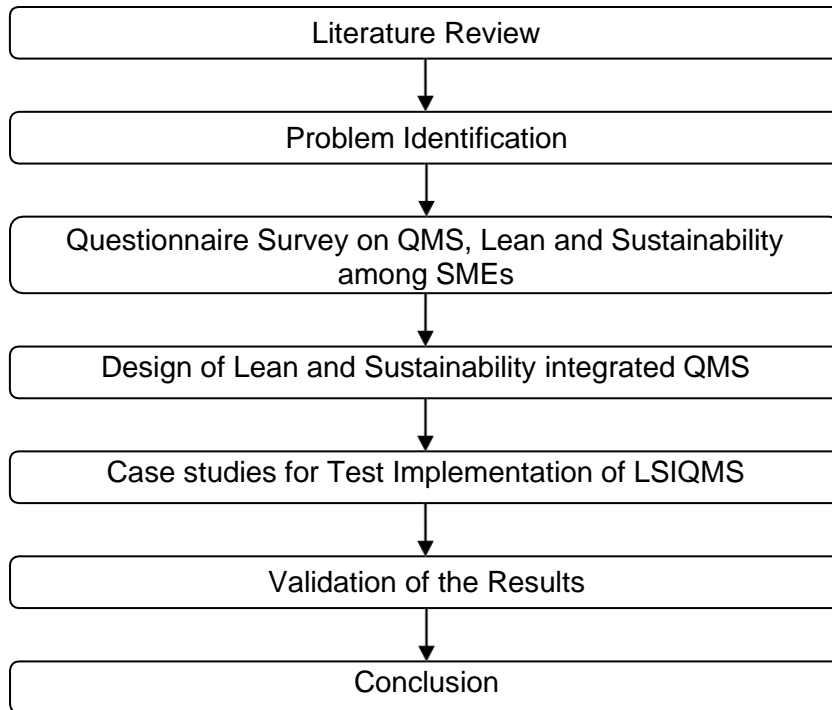 Literature Review
Problem Identification
Questionnaire Survey on QMS, Lean and Sustainability
among SMEs
Design of Lean and Sustainability integrated QMS
Case studies for Test Implementation of LSIQMS
Validation of the Results
Conclusion